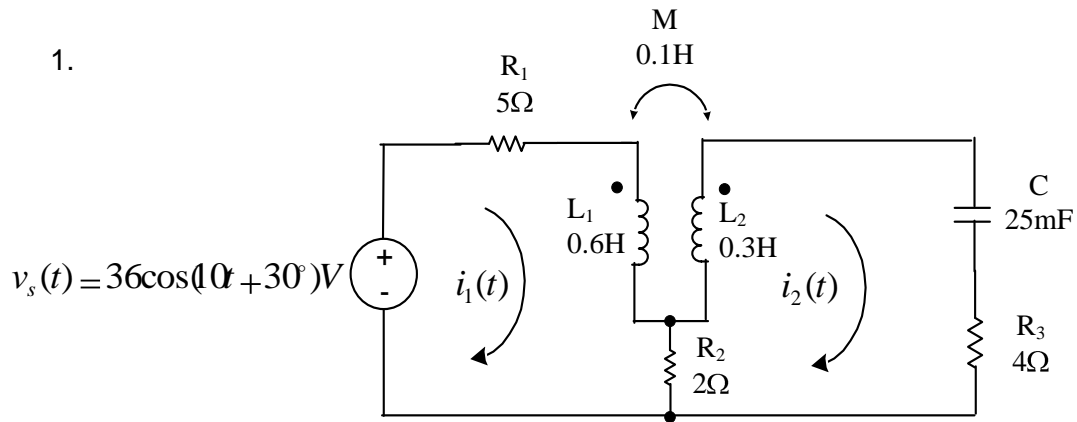 1.
M
0.1H
R₁
5Ω
L₁
0.6H
L₂
0.3H
C
25mF
vₛ(t) = 36cos(10t + 30°)V
+
-
i₁(t)
i₂(t)
R₂
2Ω
R₃
4Ω